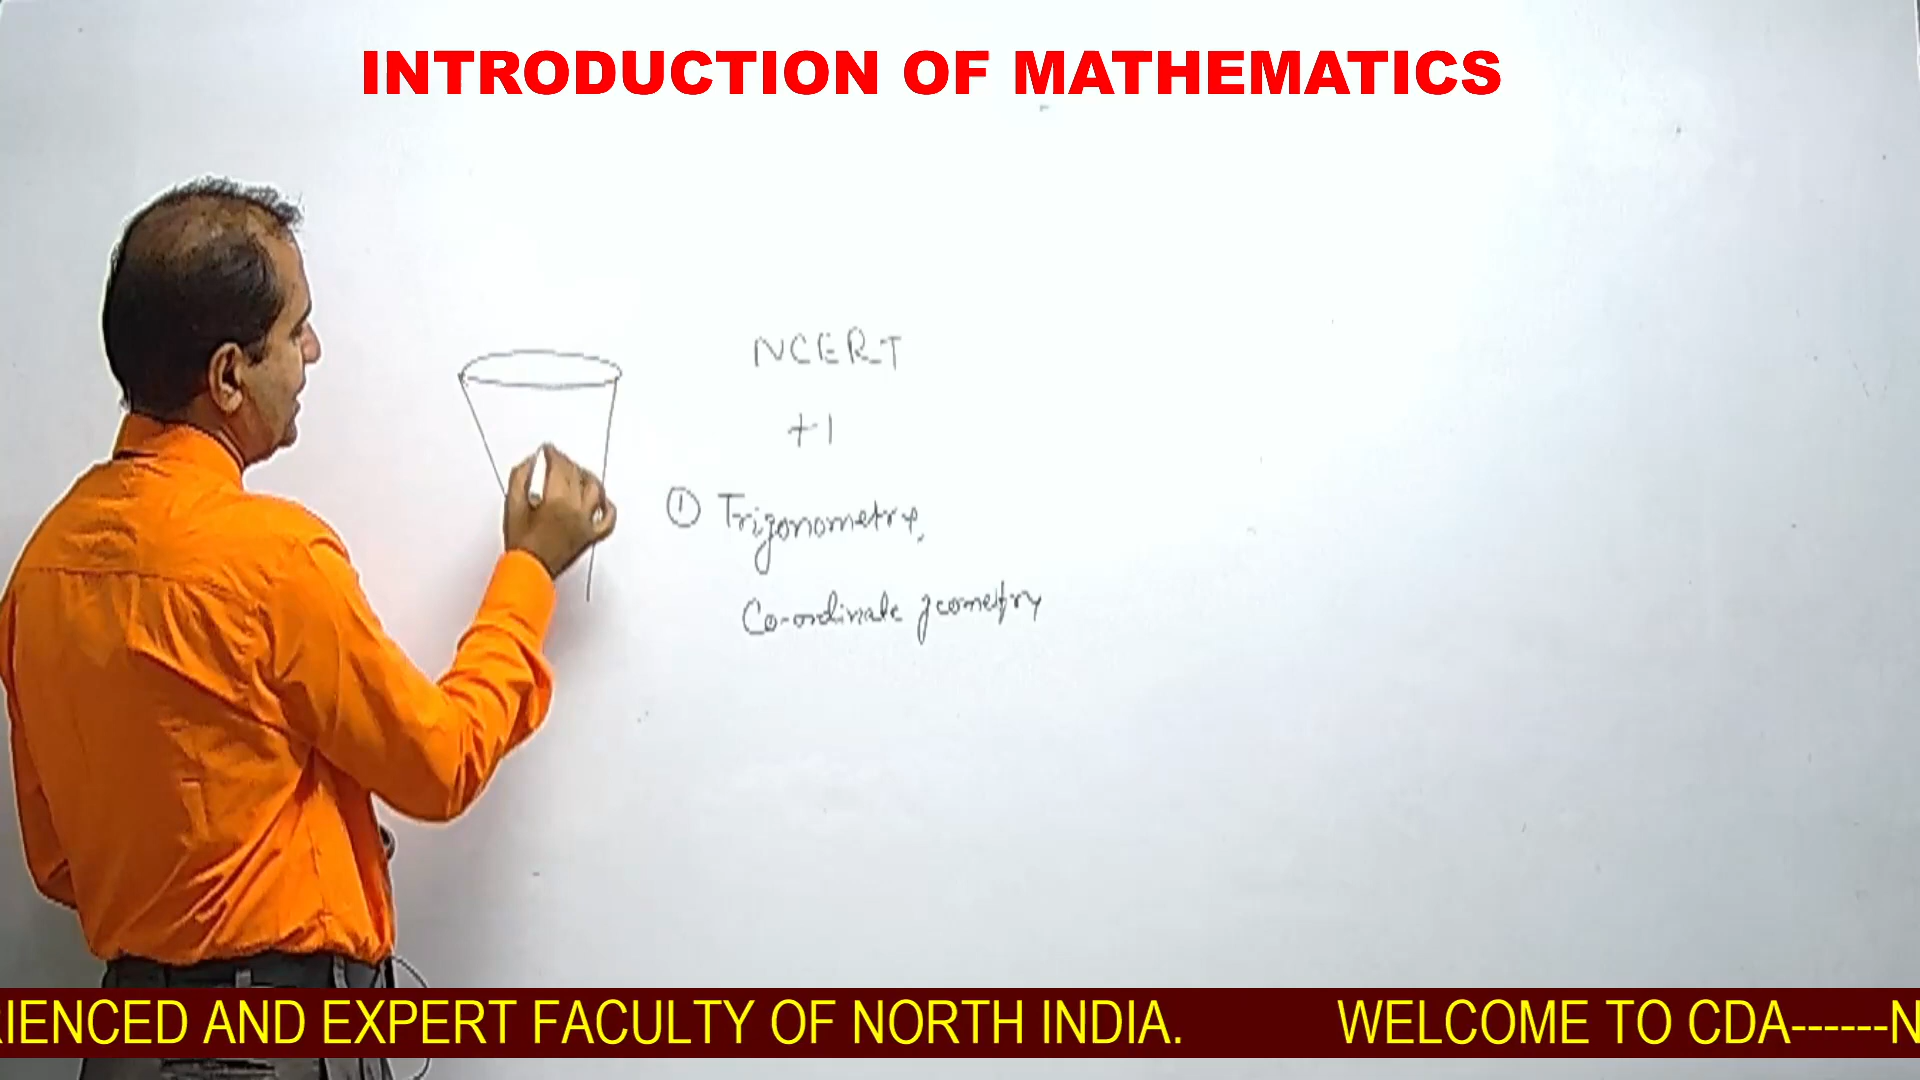 INTRODUCTION OF MATHEMATICS
NCERT
+1
① Trigonometry,
Co-ordinate geometry
RIENCED AND EXPERT FACULTY OF NORTH INDIA. WELCOME TO CDA------N